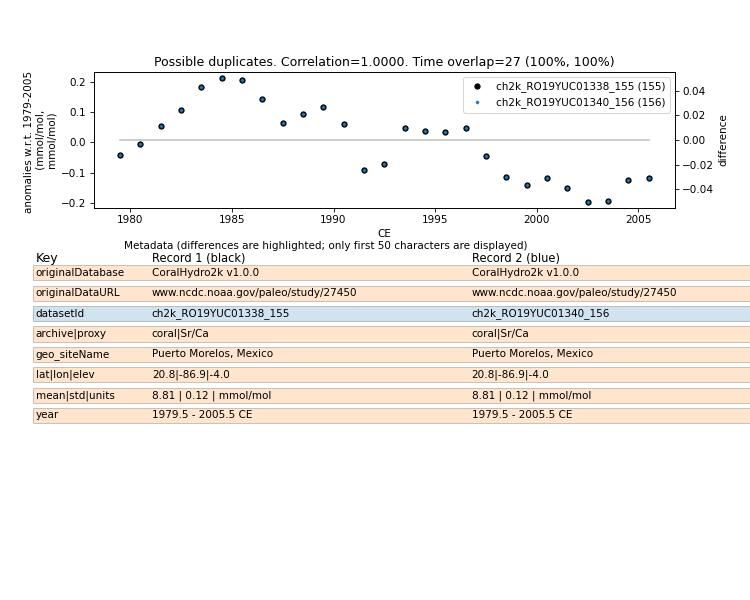 Possible duplicates. Correlation=1.0000. Time overlap=27 (100%, 100%)
anomalies w.r.t. 1979-2005
(mmol/mol,
mmol/mol)
0.2
0.1
0.0
−0.1
−0.2
ch2k_RO19YUC01338_155 (155)
ch2k_RO19YUC01340_156 (156)
0.04
0.02
0.00
−0.02
−0.04
difference
1980 1985 1990 1995 2000 2005
CE
Metadata (differences are highlighted; only first 50 characters are displayed)
Key Record 1 (black) Record 2 (blue)
originalDatabase CoralHydro2k v1.0.0 CoralHydro2k v1.0.0
originalDataURL www.ncdc.noaa.gov/paleo/study/27450 www.ncdc.noaa.gov/paleo/study/27450
datasetId ch2k_RO19YUC01338_155 ch2k_RO19YUC01340_156
archive|proxy coral|Sr/Ca coral|Sr/Ca
geo_siteName Puerto Morelos, Mexico Puerto Morelos, Mexico
lat|lon|elev 20.8|-86.9|-4.0 20.8|-86.9|-4.0
mean|std|units 8.81 | 0.12 | mmol/mol 8.81 | 0.12 | mmol/mol
year 1979.5 - 2005.5 CE 1979.5 - 2005.5 CE